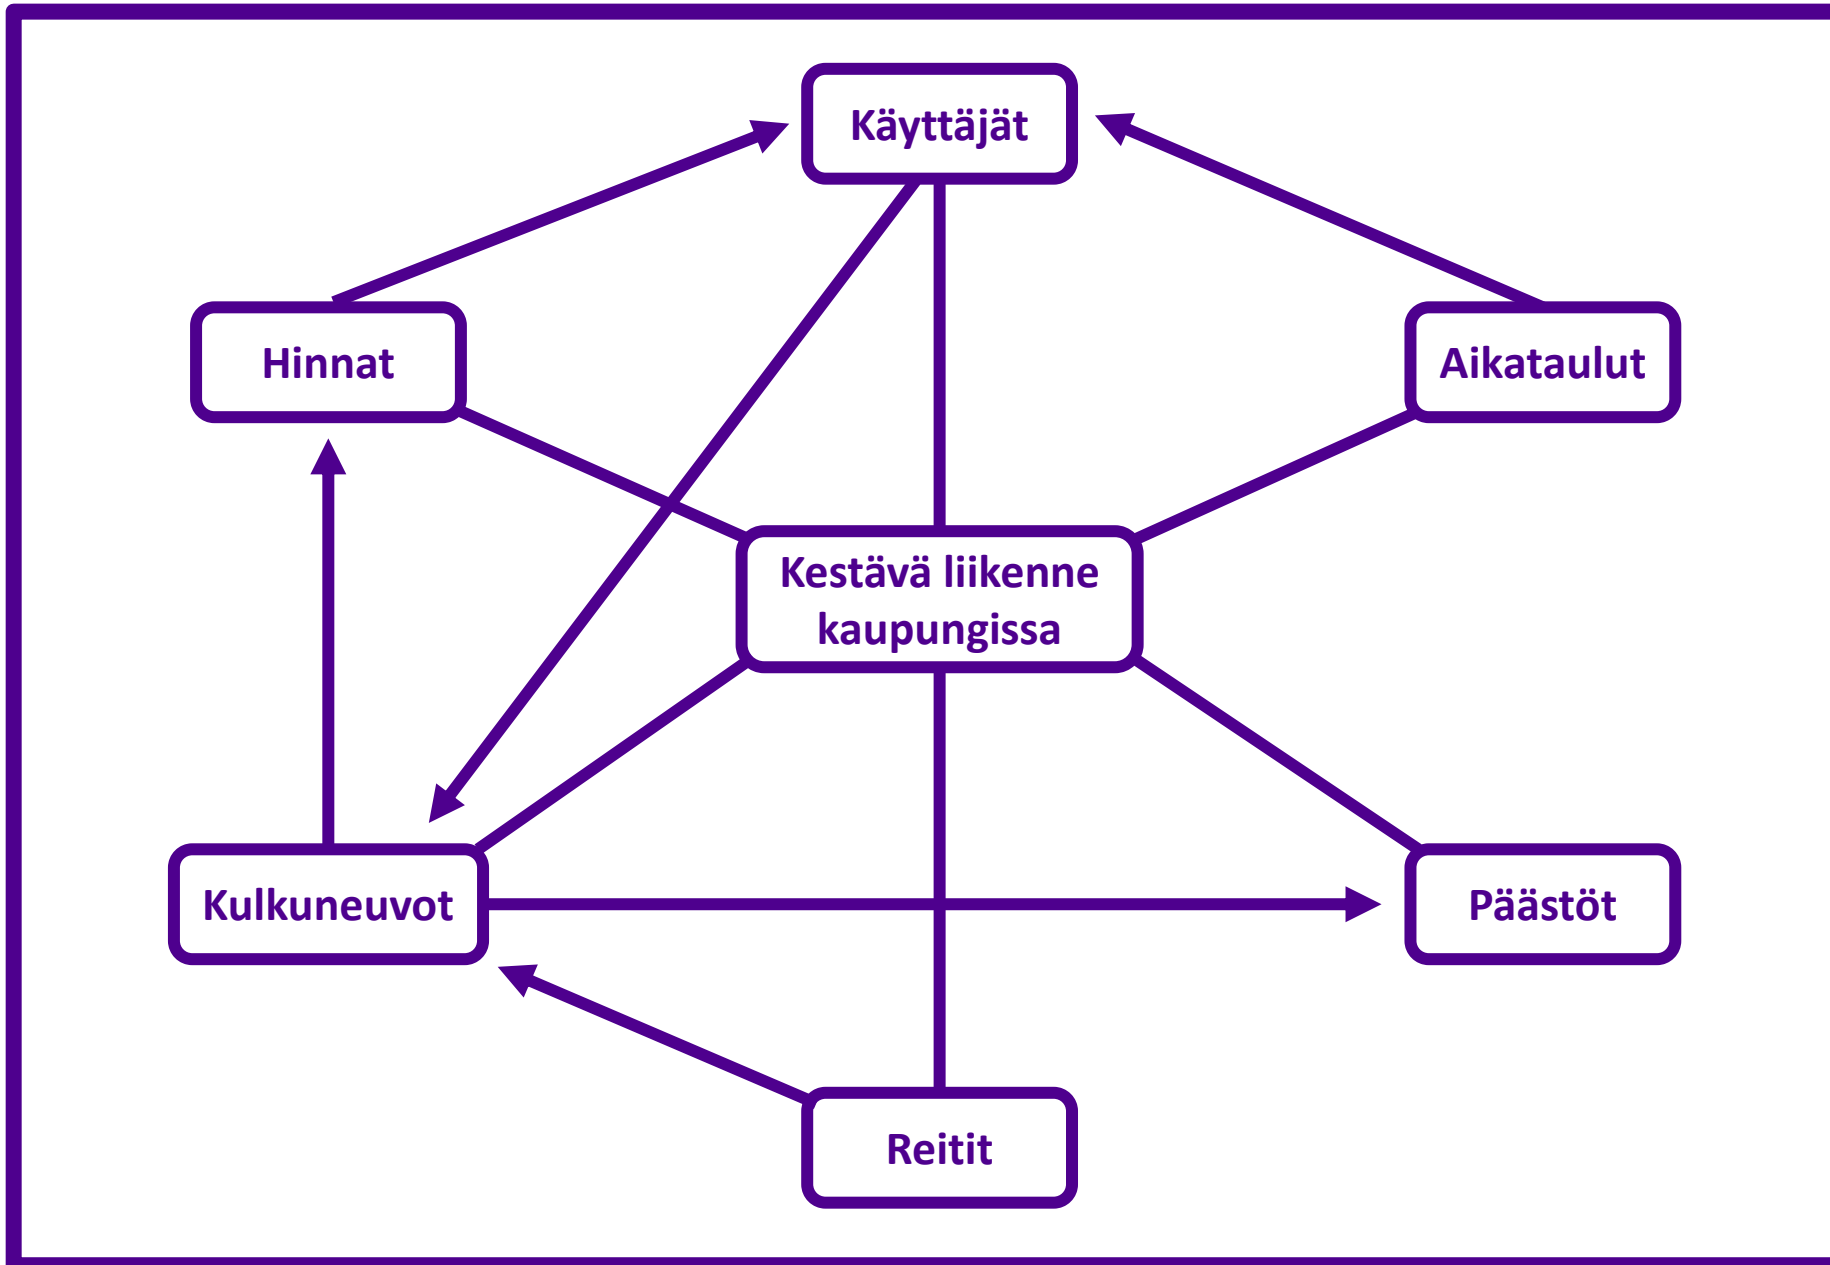 Käyttäjät
Hinnat
Aikataulut
Kestävä liikenne
kaupungissa
Kulkuneuvot
Päästöt
Reitit